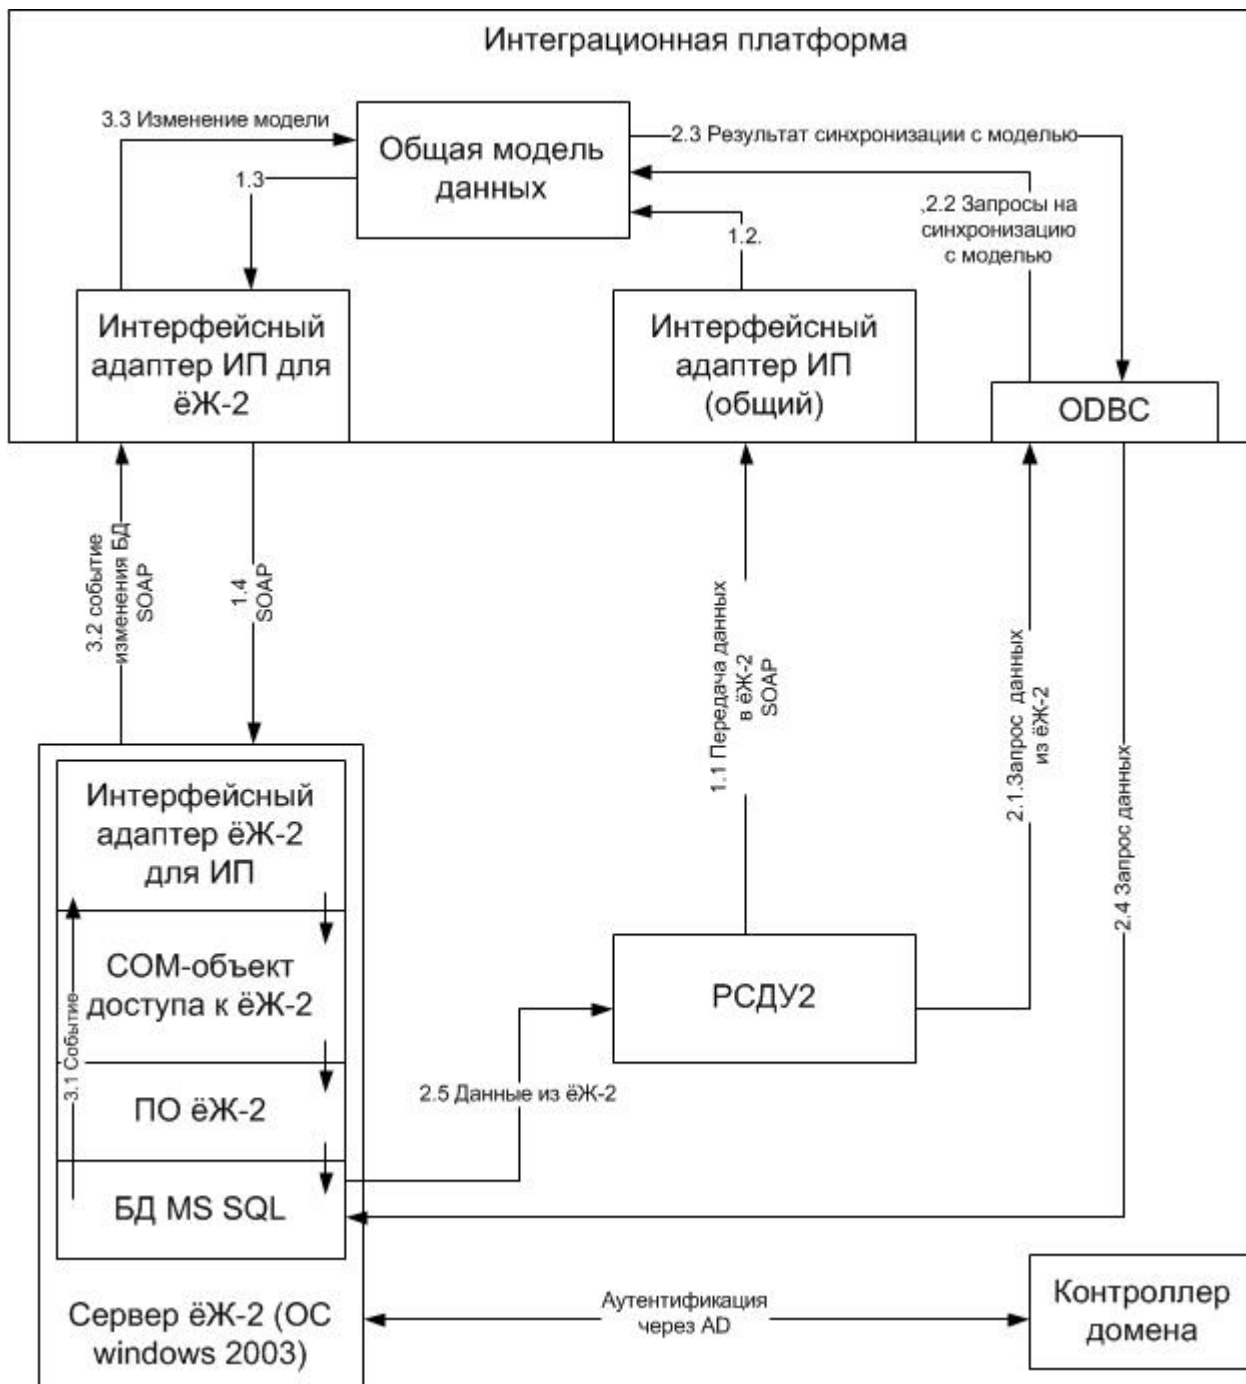 Интеграционная платформа
3.3 Изменение модели
Общая модель
данных
2.3 Результат синхронизации с моделью
1.3
1.2.
,2.2 Запросы на
синхронизацию
с моделью
Интерфейсный
адаптер ИП для
ёЖ-2
Интерфейсный
адаптер ИП
(общий)
ODBC
3.2 событие
изменения БД
SOAP
1.4
SOAP
1.1 Передача данных
в ёЖ-2
SOAP
2.1.Запрос данных
из ёЖ-2
2.4 Запрос данных
Интерфейсный
адаптер ёЖ-2
для ИП
COM-объект
доступа к ёЖ-2
3.1 Событие
ПО ёЖ-2
БД MS SQL
РСДУ2
2.5 Данные из ёЖ-2
Сервер ёЖ-2 (ОС
windows 2003)
Аутентификация
через AD
Контроллер
домена